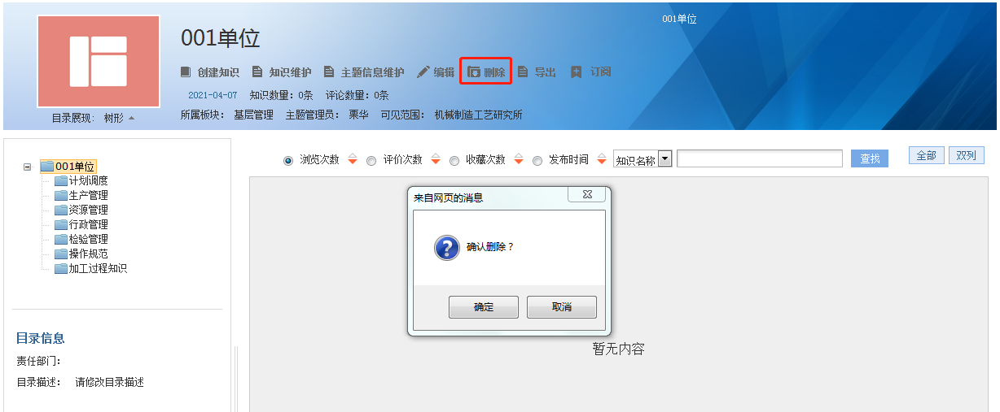 001单位
001单位
创建知识 知识维护 主题信息维护 编辑 删除 导出 订阅
2021-04-07 知识数量：0条 评论数量：0条
目录展现： 树形
所属板块： 基层管理 主题管理员： 栗华 可见范围： 机械制造工艺研究所
001单位
计划调度
生产管理
资源管理
行政管理
检验管理
操作规范
加工过程知识
目录信息
责任部门：
目录描述： 请修改目录描述
浏览次数 评价次数 收藏次数 发布时间 知识名称 查找 全部 双列
来自网页的消息
确认删除？
确定 取消
暂无内容